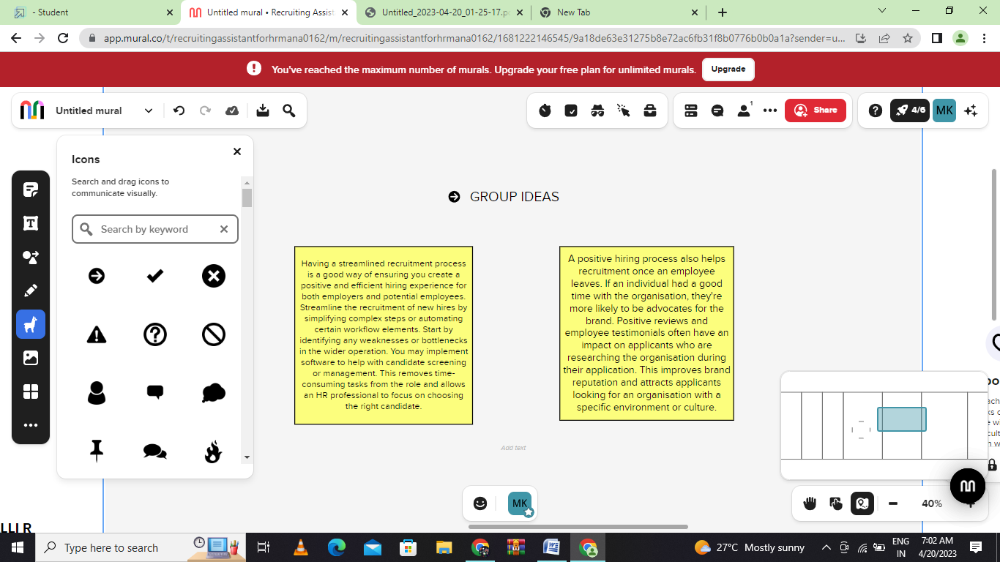 - Student
Untitled mural • Recruiting Assist
Untitled_2023-04-20_01-25-17.p
New Tab
app.mural.co/t/recruitingassistantforhrmana0162/m/recruitingassistantforhrmana0162/1681222146545/9a18de63e31275b8e72ac6fb31f8b0776b0b0a1a?sender=u...
You've reached the maximum number of murals. Upgrade your free plan for unlimited murals.
Upgrade
Untitled mural
1
Share
4/6
MK
Icons
Search and drag icons to
communicate visually.
Search by keyword
GROUP IDEAS
Having a streamlined recruitment process
is a good way of ensuring you create a
positive and efficient hiring experience for
both employers and potential employees.
Streamline the recruitment of new hires by
simplifying complex steps or automating
certain workflow elements. Start by
identifying any weaknesses or bottlenecks
in the wider operation. You may implement
software to help with candidate screening
or management. This removes time-
consuming tasks from the role and allows
an HR professional to focus on choosing
the right candidate.
A positive hiring process also helps
recruitment once an employee
leaves. If an individual had a good
time with the organisation, they're
more likely to be advocates for the
brand. Positive reviews and
employee testimonials often have an
impact on applicants who are
researching the organisation during
their application. This improves brand
reputation and attracts applicants
looking for an organisation with a
specific environment or culture.
Add text
MK
40%
Type here to search
27°C Mostly sunny
ENG
IN
7:02 AM
4/20/2023